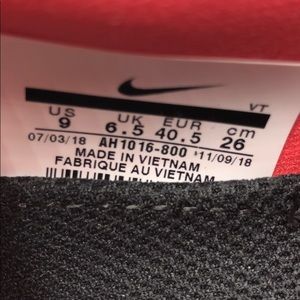 VT
US UK EUR cm
9 6.5 40.5 26
07/03/18 AH1016-800 *11/09/18
MADE IN VIETNAM
FABRIQUE AU VIETNAM